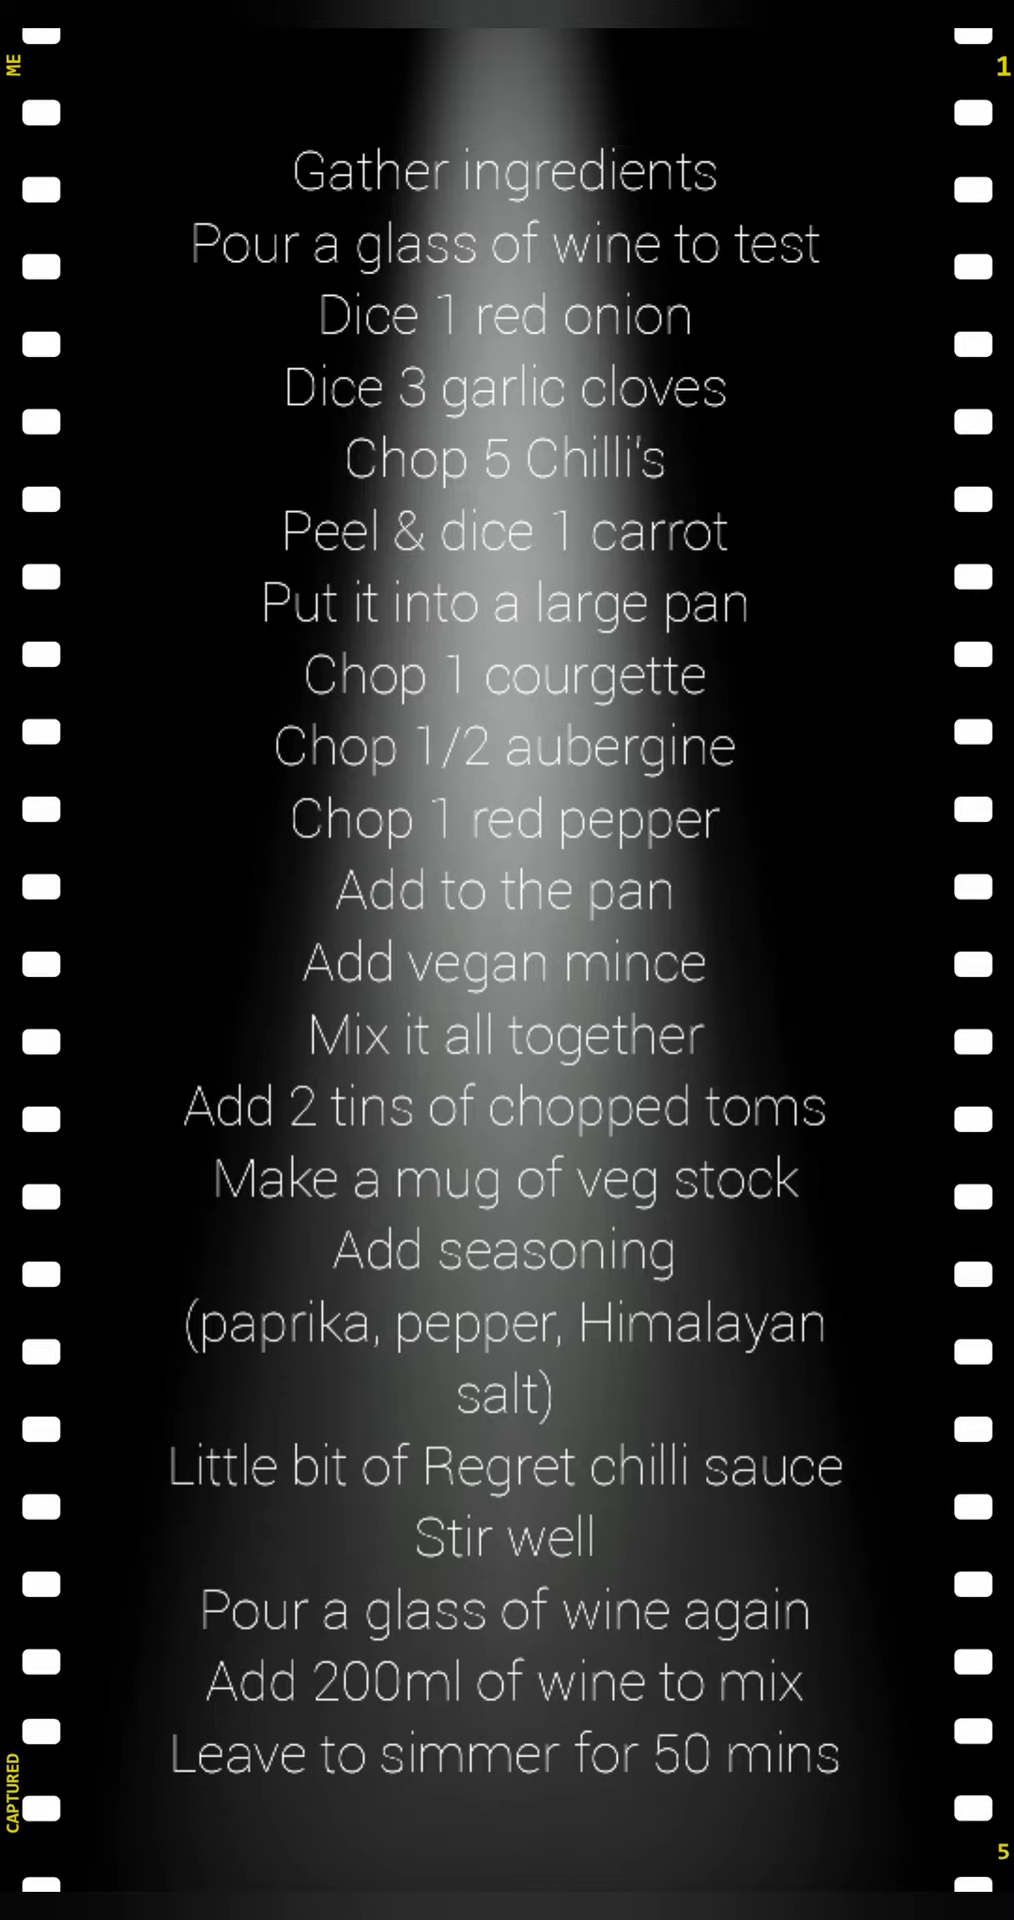 ME
1
Gather ingredients
Pour a glass of wine to test
Dice 1 red onion
Dice 3 garlic cloves
Chop 5 Chilli's
Peel & dice 1 carrot
Put it into a large pan
Chop 1 courgette
Chop 1/2 aubergine
Chop 1 red pepper
Add to the pan
Add vegan mince
Mix it all together
Add 2 tins of chopped toms
Make a mug of veg stock
Add seasoning
(paprika, pepper, Himalayan
salt)
Little bit of Regret chilli sauce
Stir well
Pour a glass of wine again
Add 200ml of wine to mix
Leave to simmer for 50 mins
CAPTURED
5